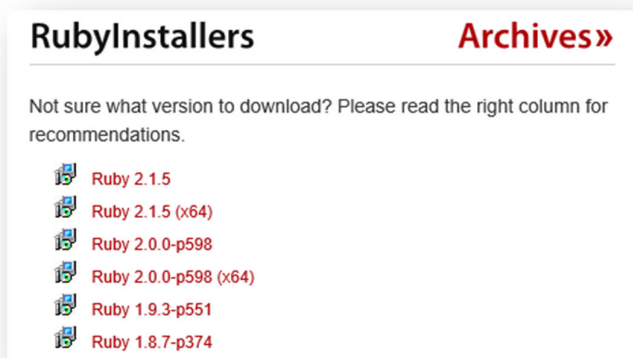 RubyInstallers Archives»
Not sure what version to download? Please read the right column for
recommendations.
Ruby 2.1.5
Ruby 2.1.5 (x64)
Ruby 2.0.0-p598
Ruby 2.0.0-p598 (x64)
Ruby 1.9.3-p551
Ruby 1.8.7-p374